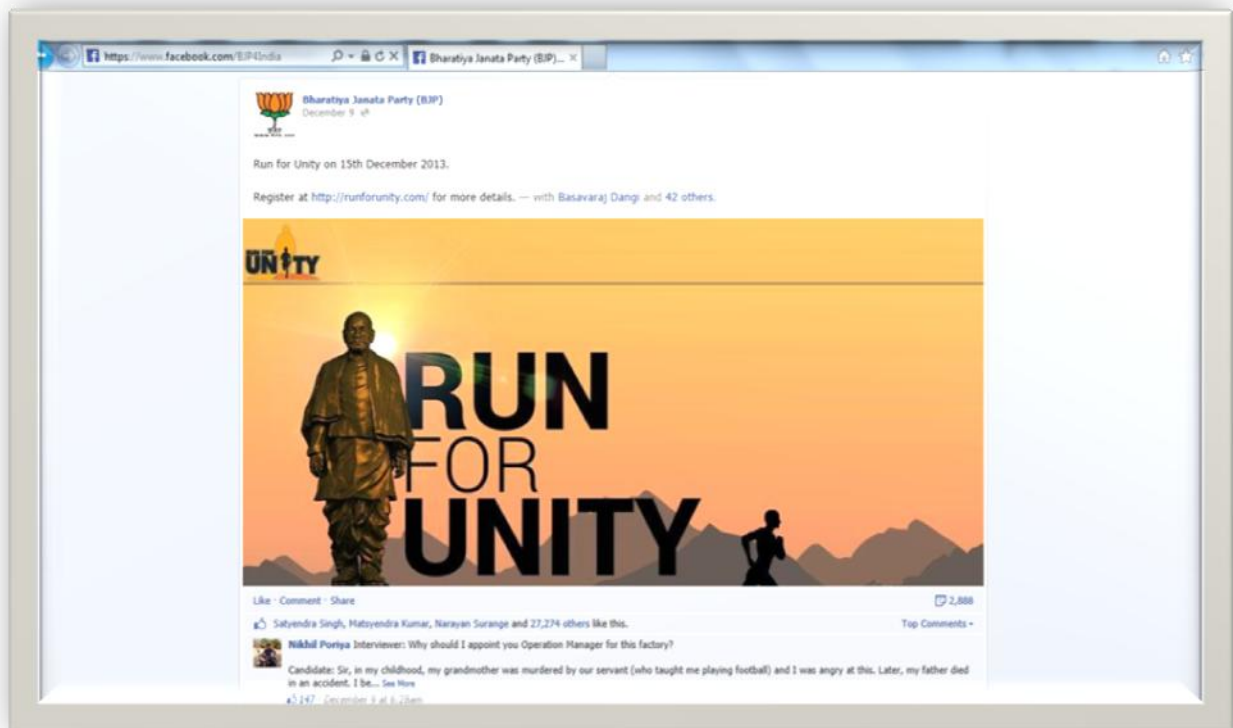 https://www.facebook.com/BJP4India
Bharatiya Janata Party (BJP)...
Bharatiya Janata Party (BJP)
December 9
Run for Unity on 15th December 2013.
Register at http://runforunity.com/ for more details. — with Basavaraj Dangi and 42 others.
UNITY
RUN
FOR
UNITY
Like · Comment · Share
2,888
Satyendra Singh, Matsyendra Kumar, Narayan Surange and 27,274 others like this.
Top Comments
Nikhil Poriya Interviewer: Why should I appoint you Operation Manager for this factory?
Candidate: Sir, in my childhood, my grandmother was murdered by our servant (who taught me playing football) and I was angry at this. Later, my father died
in an accident. I be... See More
147 · December 9 at 6:28am